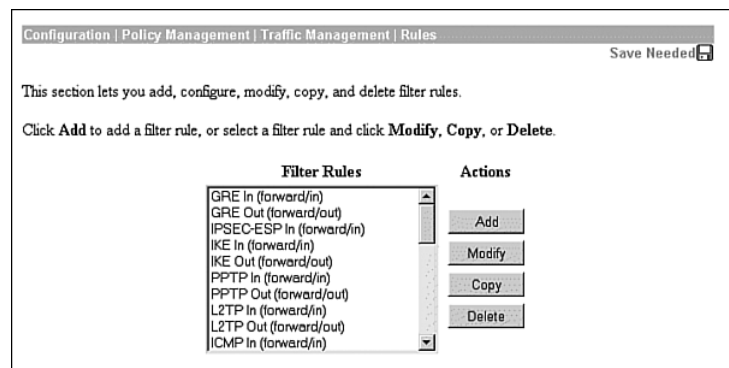 Configuration | Policy Management | Traffic Management | Rules
Save Needed
This section lets you add, configure, modify, copy, and delete filter rules.
Click Add to add a filter rule, or select a filter rule and click Modify, Copy, or Delete.
Filter Rules
Actions
GRE In (forward/in)
GRE Out (forward/out)
IPSEC-ESP In (forward/in)
IKE In (forward/in)
IKE Out (forward/out)
PPTP In (forward/in)
PPTP Out (forward/out)
L2TP In (forward/in)
L2TP Out (forward/out)
ICMP In (forward/in)
Add
Modify
Copy
Delete